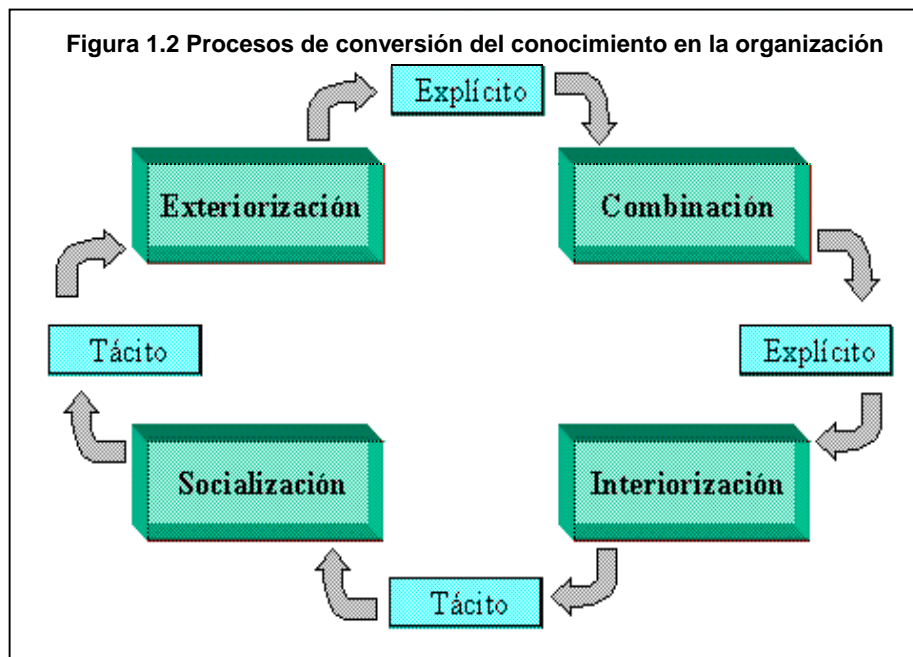 Figura 1.2 Procesos de conversión del conocimiento en la organización
Explícito
Exteriorización
Combinación
Tácito
Explícito
Socialización
Interiorización
Tácito